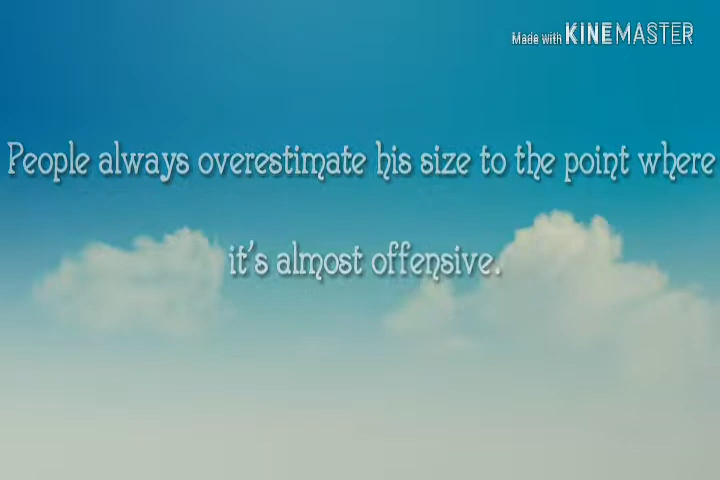 Made with KINEMASTER
People always overestimate his size to the point where
it's almost offensive.